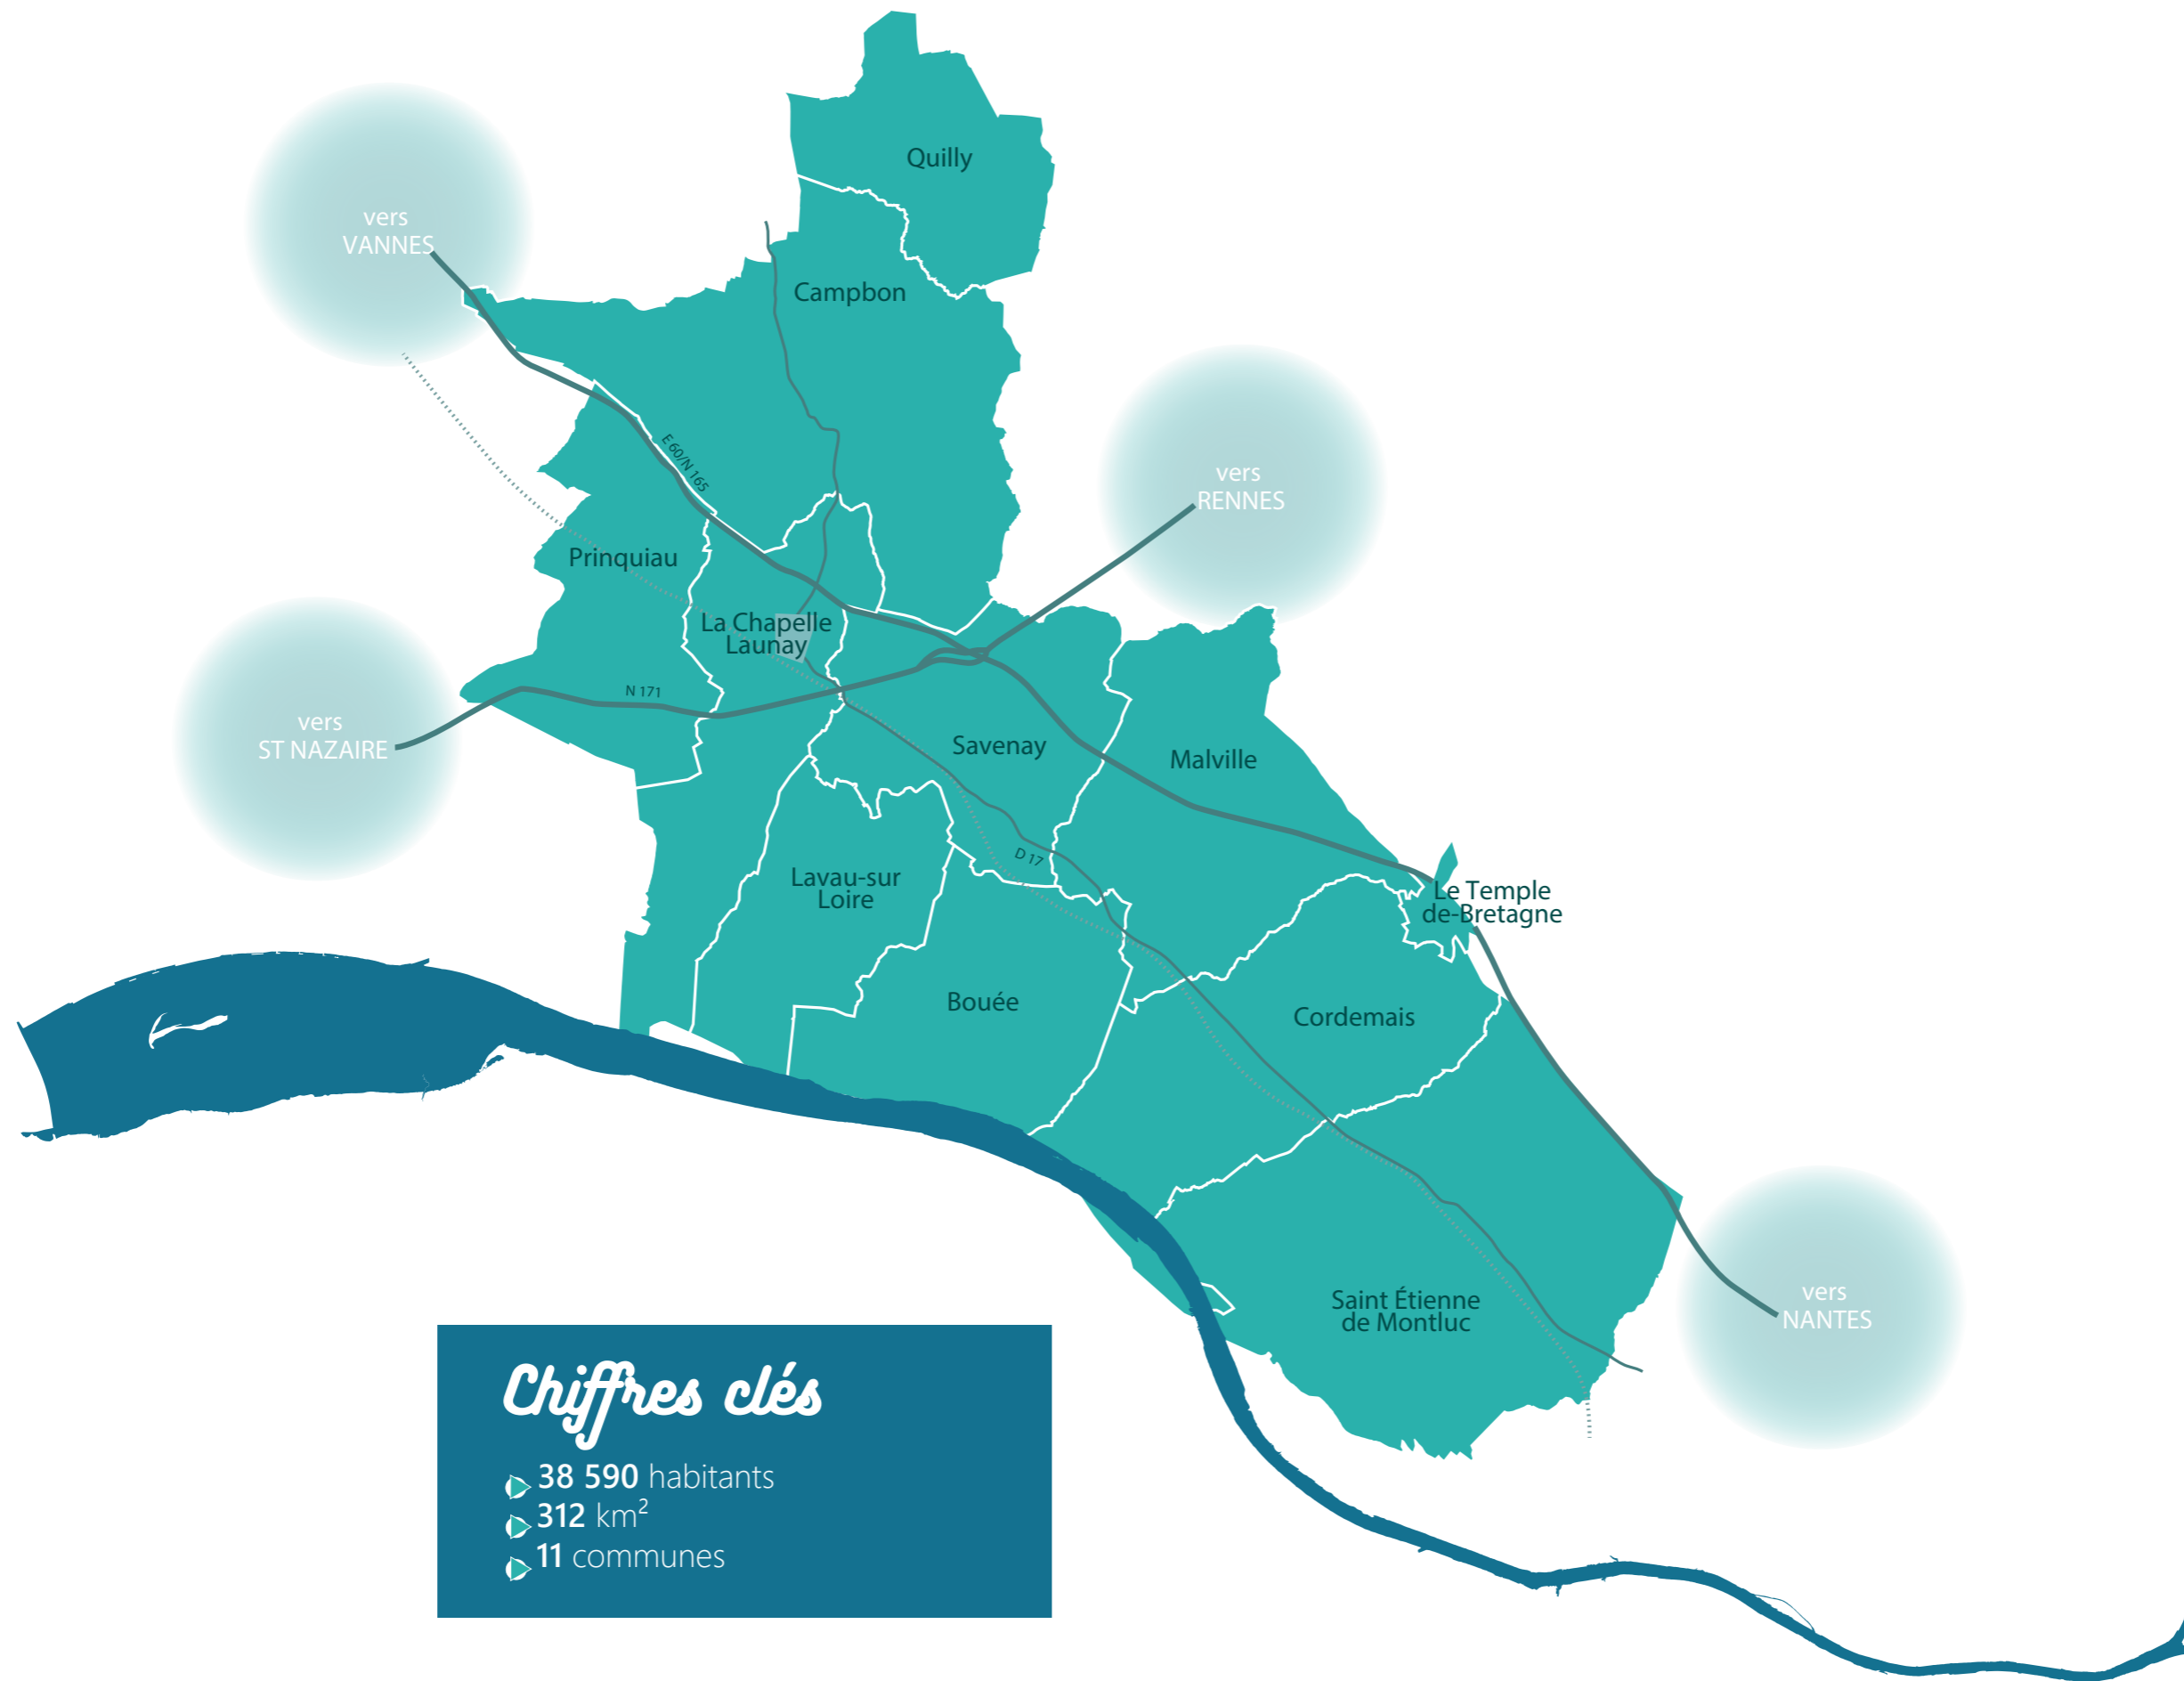 Quilly
vers
VANNES
Campbon
E 60/N 165
vers
RENNES
Prinquiau
La Chapelle
Launay
N 171
vers
ST NAZAIRE
Savenay
Malville
D 17
Lavau-sur
Loire
Le Temple
de-Bretagne
Bouée
Cordemais
Saint Étienne
de Montluc
vers
NANTES
Chiffres clés
38 590 habitants
312 km²
11 communes